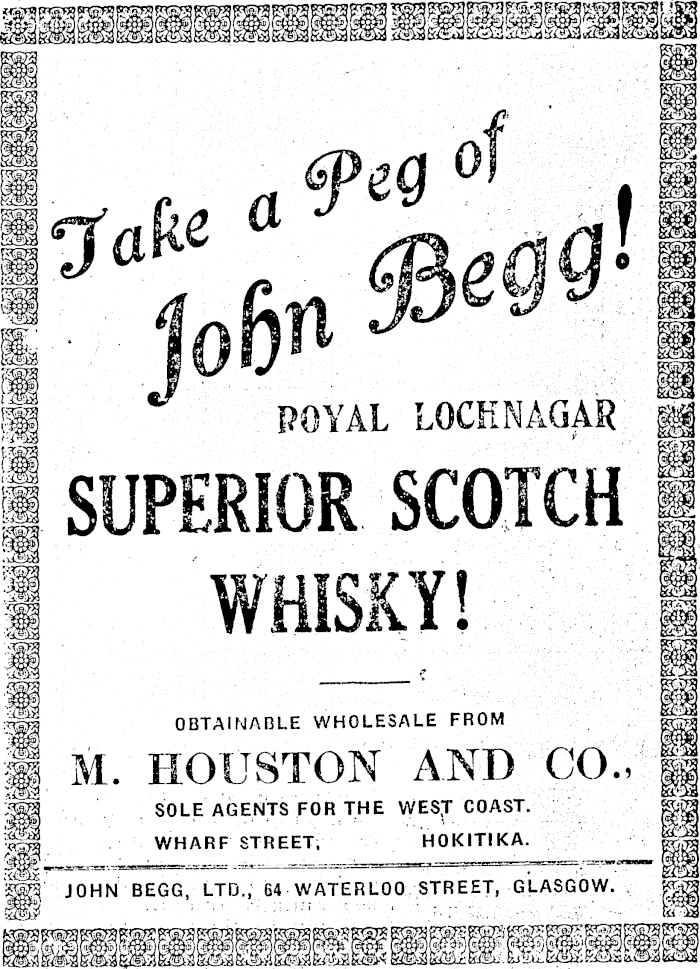 Take a Peg of
John Begg!
ROYAL LOCHNAGAR
SUPERIOR SCOTCH
WHISKY!
OBTAINABLE WHOLESALE FROM
M. HOUSTON AND CO.,
SOLE AGENTS FOR THE WEST COAST.
WHARF STREET, HOKITIKA.
JOHN BEGG, LTD., 64 WATERLOO STREET, GLASGOW.